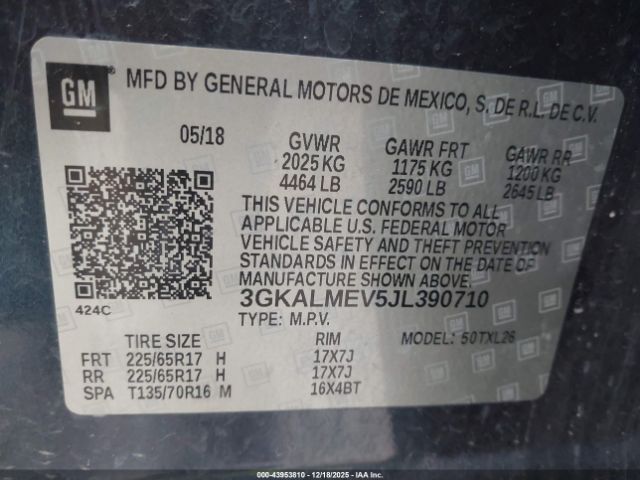 GM
MFD BY GENERAL MOTORS DE MEXICO, S. DE R.L. DE C.V.
05/18 GVWR GAWR FRT GAWR RR
2025 KG 1175 KG 1200 KG
4464 LB 2590 LB 2645 LB
THIS VEHICLE CONFORMS TO ALL
APPLICABLE U.S. FEDERAL MOTOR
VEHICLE SAFETY AND THEFT PREVENTION
STANDARDS IN EFFECT ON THE DATE OF
MANUFACTURE SHOWN ABOVE.
3GKALMEV5JL390710
424C
TYPE: M.P.V. MODEL: 50TXL26
TIRE SIZE RIM
FRT 225/65R17 H 17X7J
RR 225/65R17 H 17X7J
SPA T135/70R16 M 16X4BT
© 2000 - 43953810 - 12/18/2025 - IAA Inc.